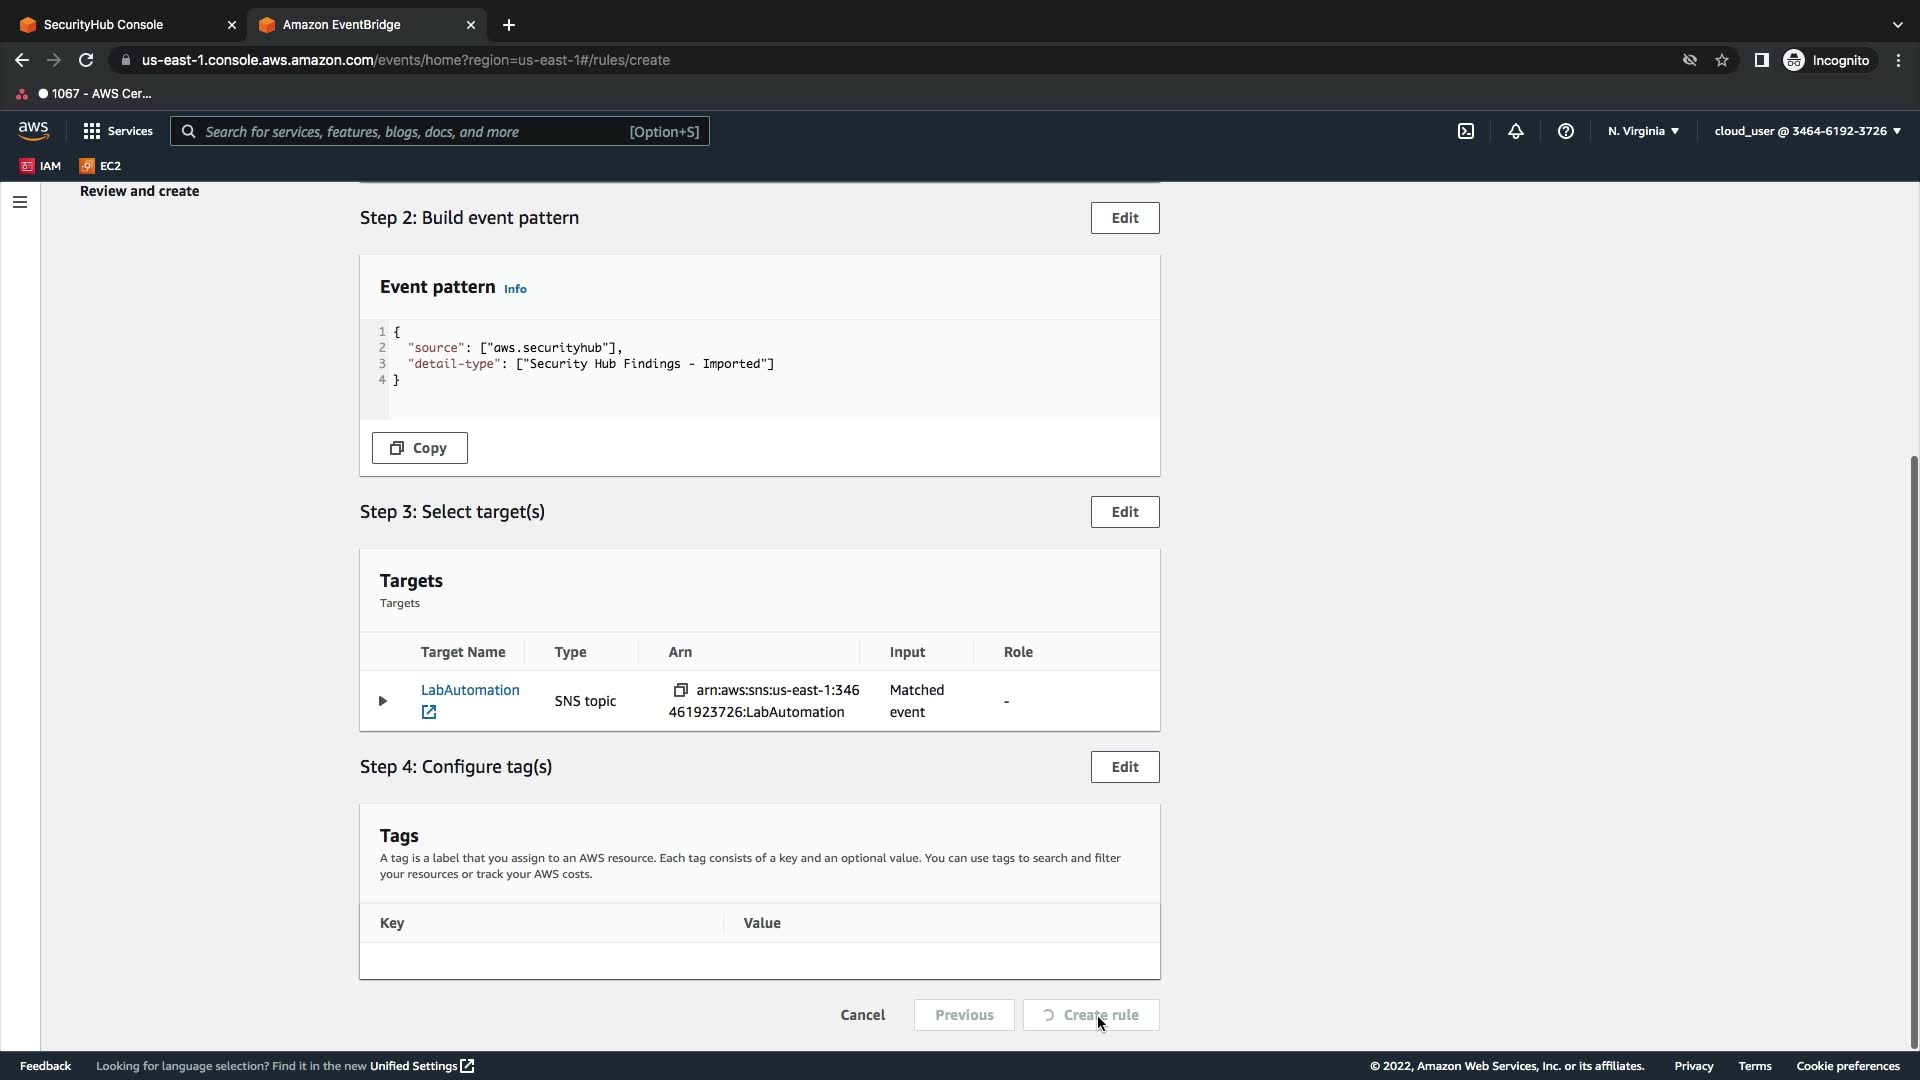 SecurityHub Console
Amazon EventBridge
us-east-1.console.aws.amazon.com/events/home?region=us-east-1#/rules/create
Incognito
1067 - AWS Cer...
aws
Services
Search for services, features, blogs, docs, and more
[Option+S]
N. Virginia
cloud_user @ 3464-6192-3726
IAM
EC2
Review and create
Step 2: Build event pattern
Edit
Event pattern Info
1 {
2 "source": ["aws.securityhub"],
3 "detail-type": ["Security Hub Findings - Imported"]
4 }
Copy
Step 3: Select target(s)
Edit
Targets
Targets
Target Name Type Arn Input Role
LabAutomation SNS topic arn:aws:sns:us-east-1:346 Matched -
461923726:LabAutomation event
Step 4: Configure tag(s)
Edit
Tags
A tag is a label that you assign to an AWS resource. Each tag consists of a key and an optional value. You can use tags to search and filter
your resources or track your AWS costs.
Key Value
Cancel Previous Create rule
Feedback Looking for language selection? Find it in the new Unified Settings © 2022, Amazon Web Services, Inc. or its affiliates. Privacy Terms Cookie preferences